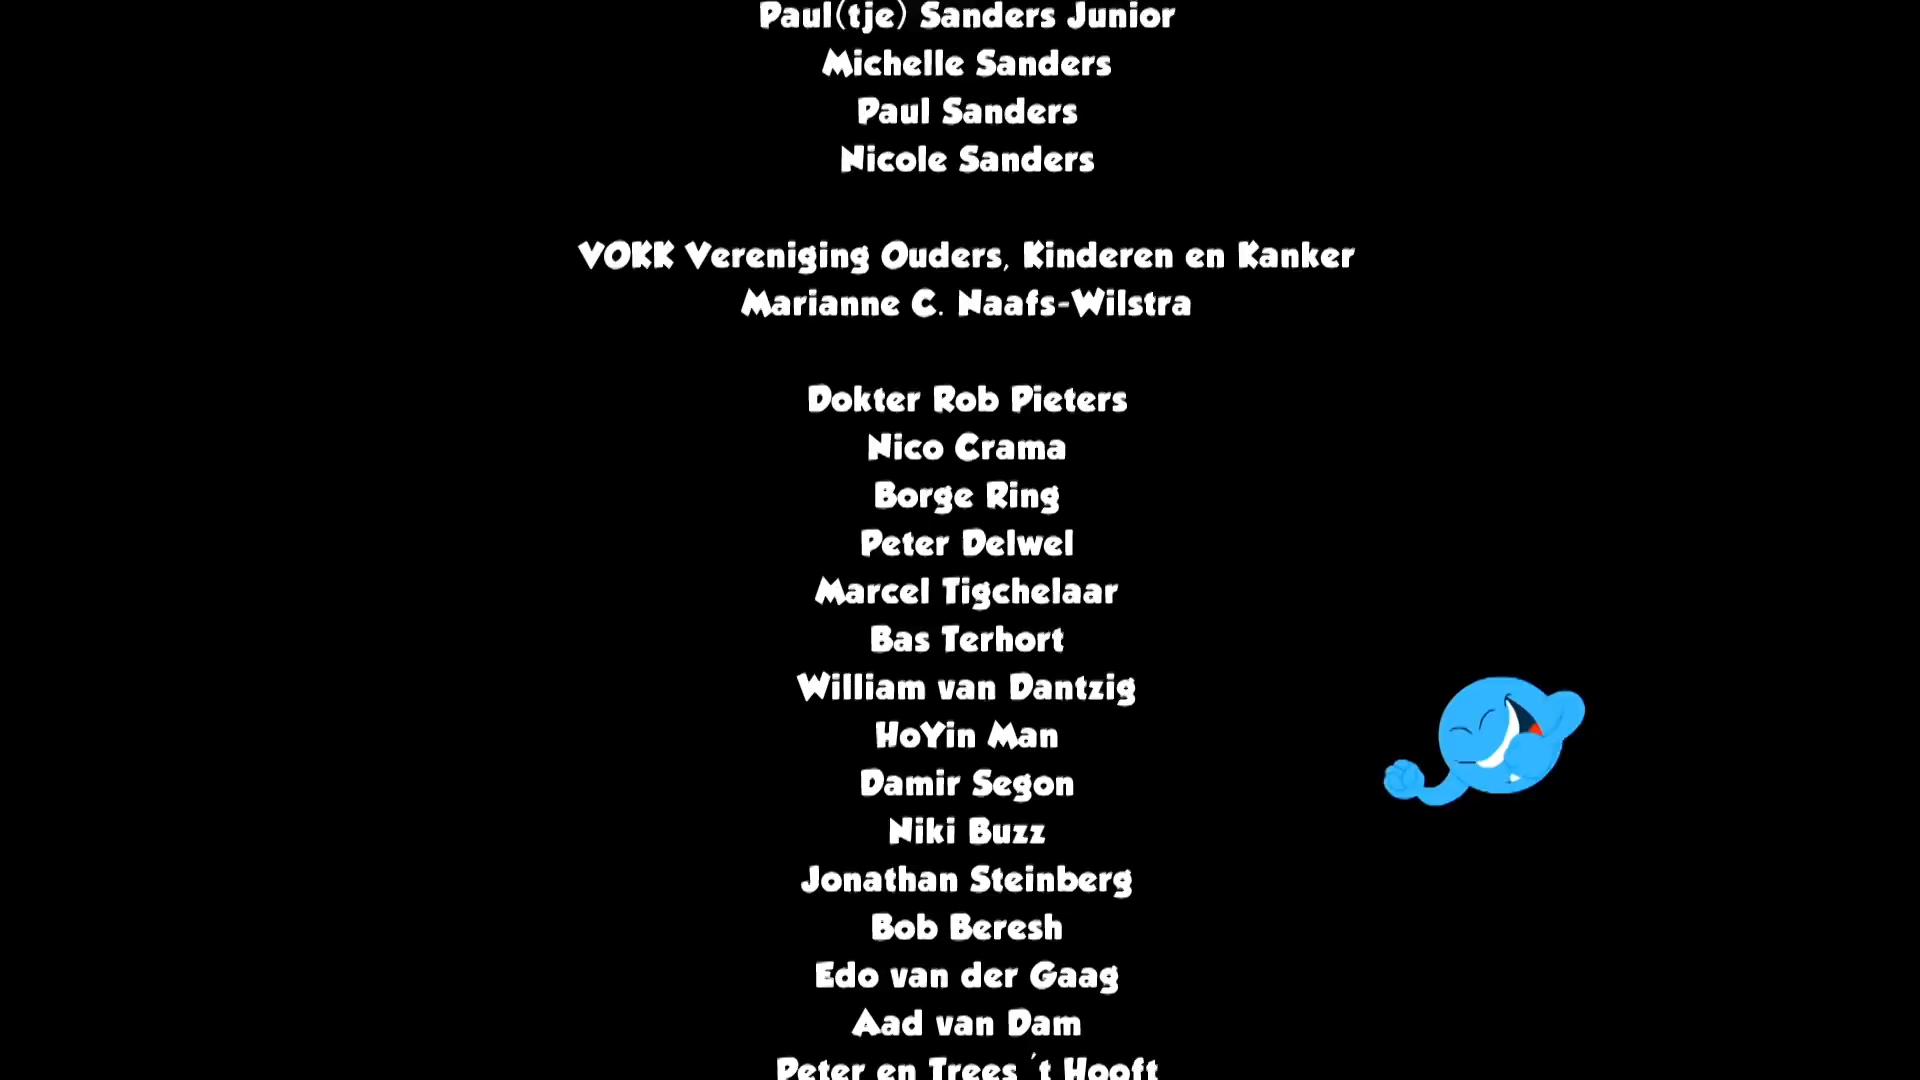 Paul(tje) Sanders Junior
Michelle Sanders
Paul Sanders
Nicole Sanders
VOKK Vereniging Ouders, Kinderen en Kanker
Marianne C. Naafs-Wilstra
Dokter Rob Pieters
Nico Crama
Borge Ring
Peter Delwel
Marcel Tigchelaar
Bas Terhort
William van Dantzig
HoYin Man
Damir Segon
Niki Buzz
Jonathan Steinberg
Bob Beresh
Edo van der Gaag
Aad van Dam
Peter en Trees 't Hooft